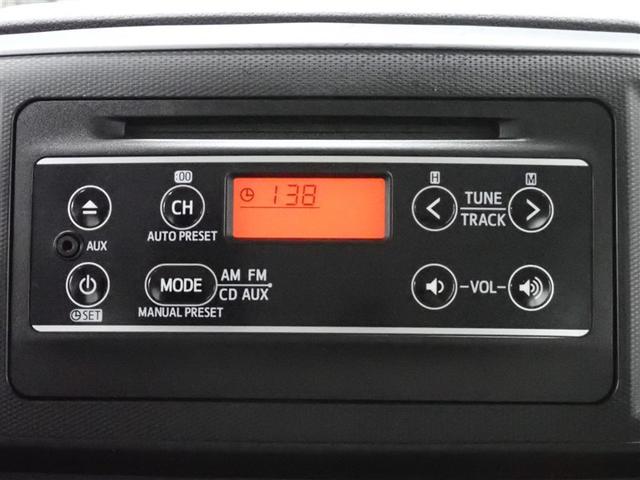 :00
H
M
CH
138
TUNE
TRACK
AUTO PRESET
AUX
MODE
AM FM
CD AUX
-VOL-
SET
MANUAL PRESET